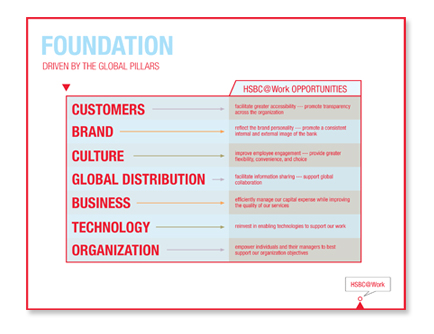 FOUNDATION
DRIVEN BY THE GLOBAL PILLARS
HSBC@Work OPPORTUNITIES
CUSTOMERS
facilitate greater accessibility — promote transparency
across the organization
BRAND
reflect the brand personality — promote a consistent
internal and external image of the bank
CULTURE
improve employee engagement — provide greater
flexibility, convenience, and choice
GLOBAL DISTRIBUTION
facilitate information sharing — support global
collaboration
BUSINESS
efficiently manage our capital expense while improving
the quality of our services
TECHNOLOGY
reinvest in enabling technologies to support our work
ORGANIZATION
empower individuals and their managers to best
support our organization objectives
HSBC@Work